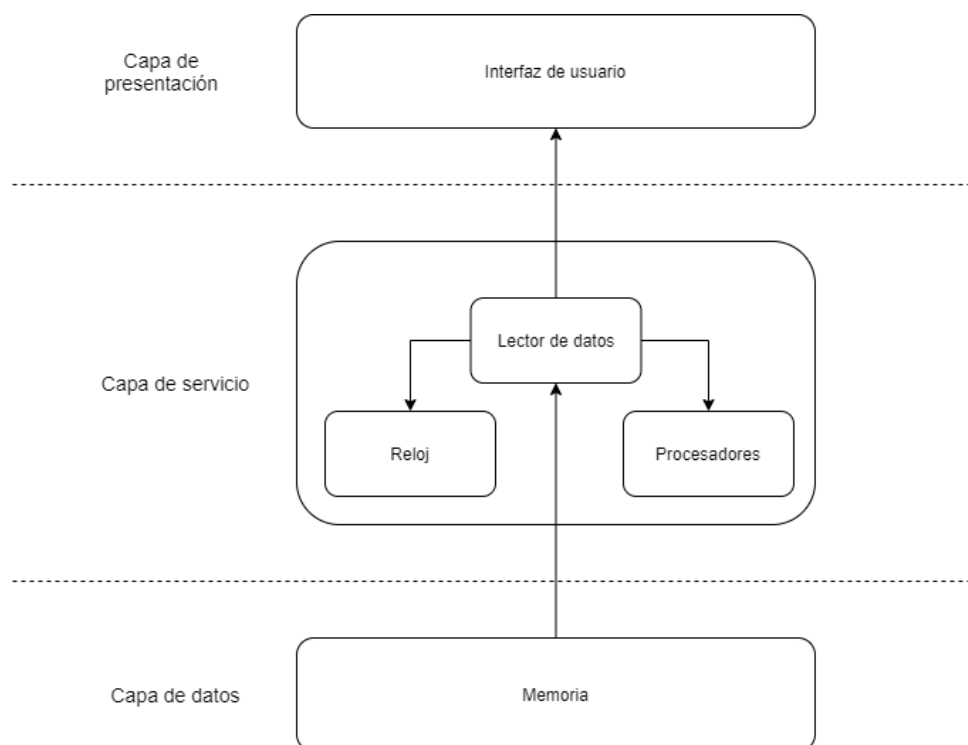 Capa de
presentación
Interfaz de usuario
Capa de servicio
Lector de datos
Reloj
Procesadores
Capa de datos
Memoria